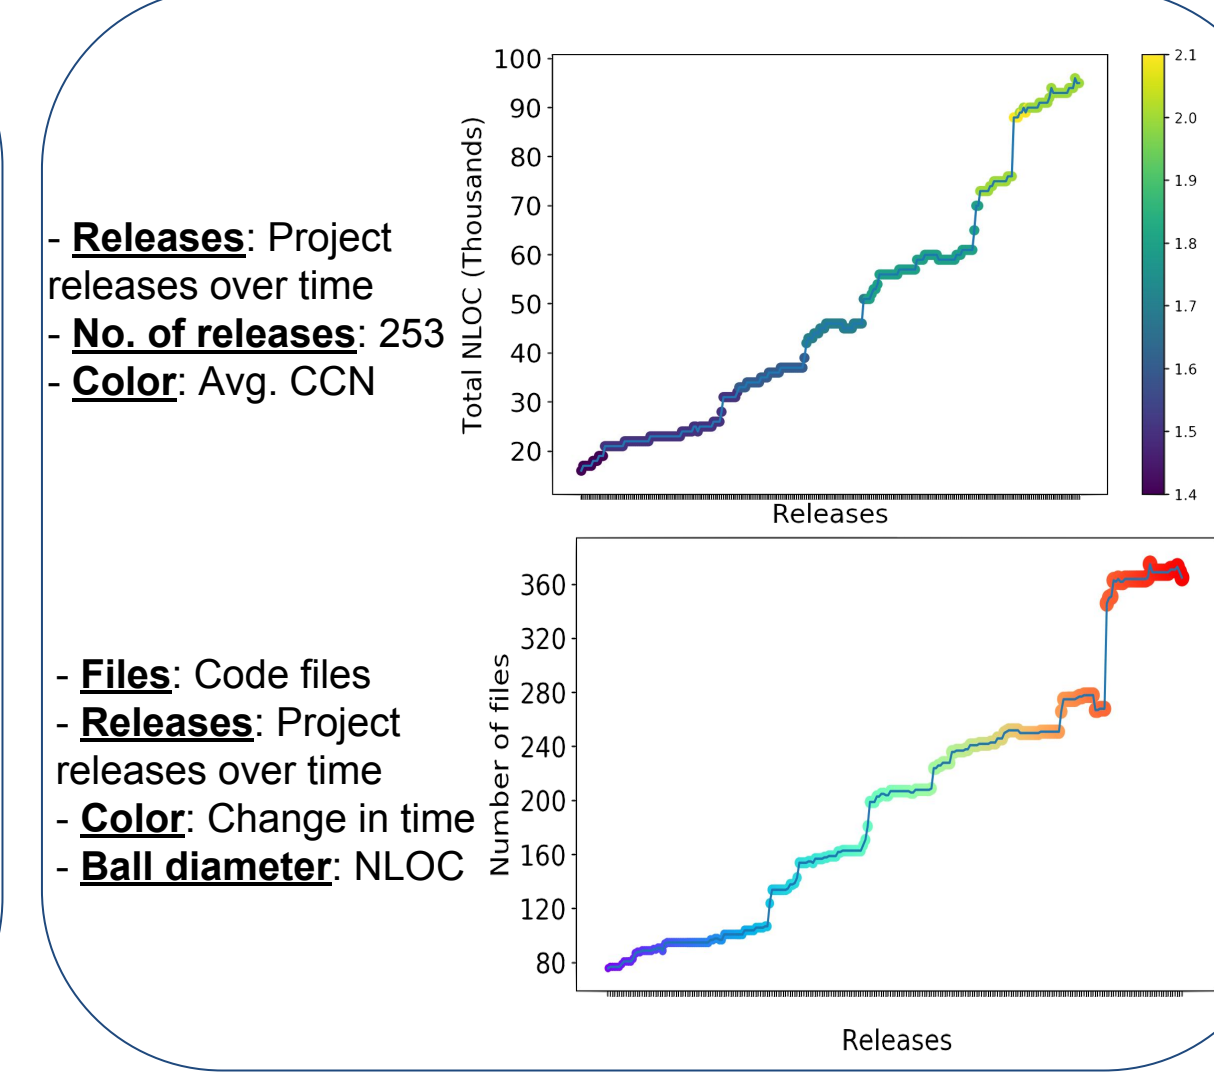 - Releases: Project
releases over time
- No. of releases: 253
- Color: Avg. CCN
Total NLOC (Thousands)
100
90
80
70
60
50
40
30
20
Releases
2.1
2.0
1.9
1.8
1.7
1.6
1.5
1.4
- Files: Code files
- Releases: Project
releases over time
- Color: Change in time
- Ball diameter: NLOC
Number of files
360
320
280
240
200
160
120
80
Releases